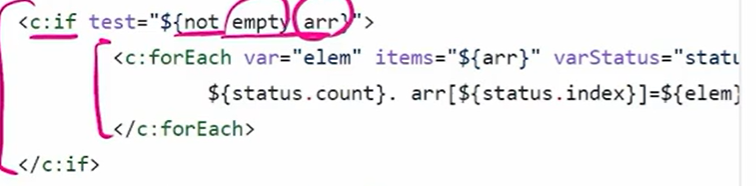 <c:if test="${not empty arr}">
<c:forEach var="elem" items="${arr}" varStatus="statu
${status.count}. arr[${status.index}]=${elem}
</c:forEach>
</c:if>